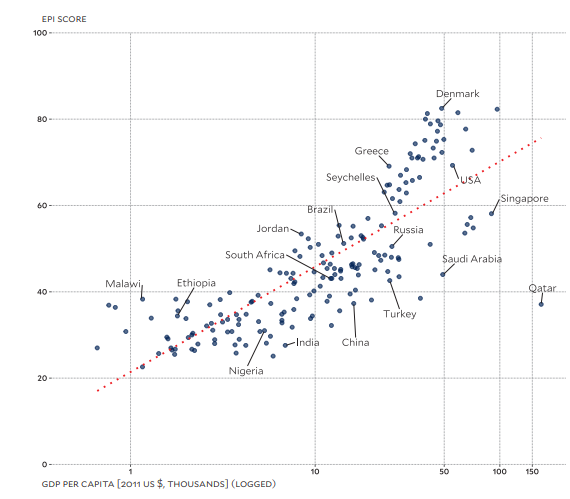 EPI SCORE
100
80
60
40
20
0
Denmark
Greece
USA
Seychelles
Singapore
Brazil
Jordan
Russia
South Africa
Saudi Arabia
Malawi
Ethiopia
Qatar
Turkey
India
China
Nigeria
1
10
50
100
150
GDP PER CAPITA [2011 US $, THOUSANDS] (LOGGED)